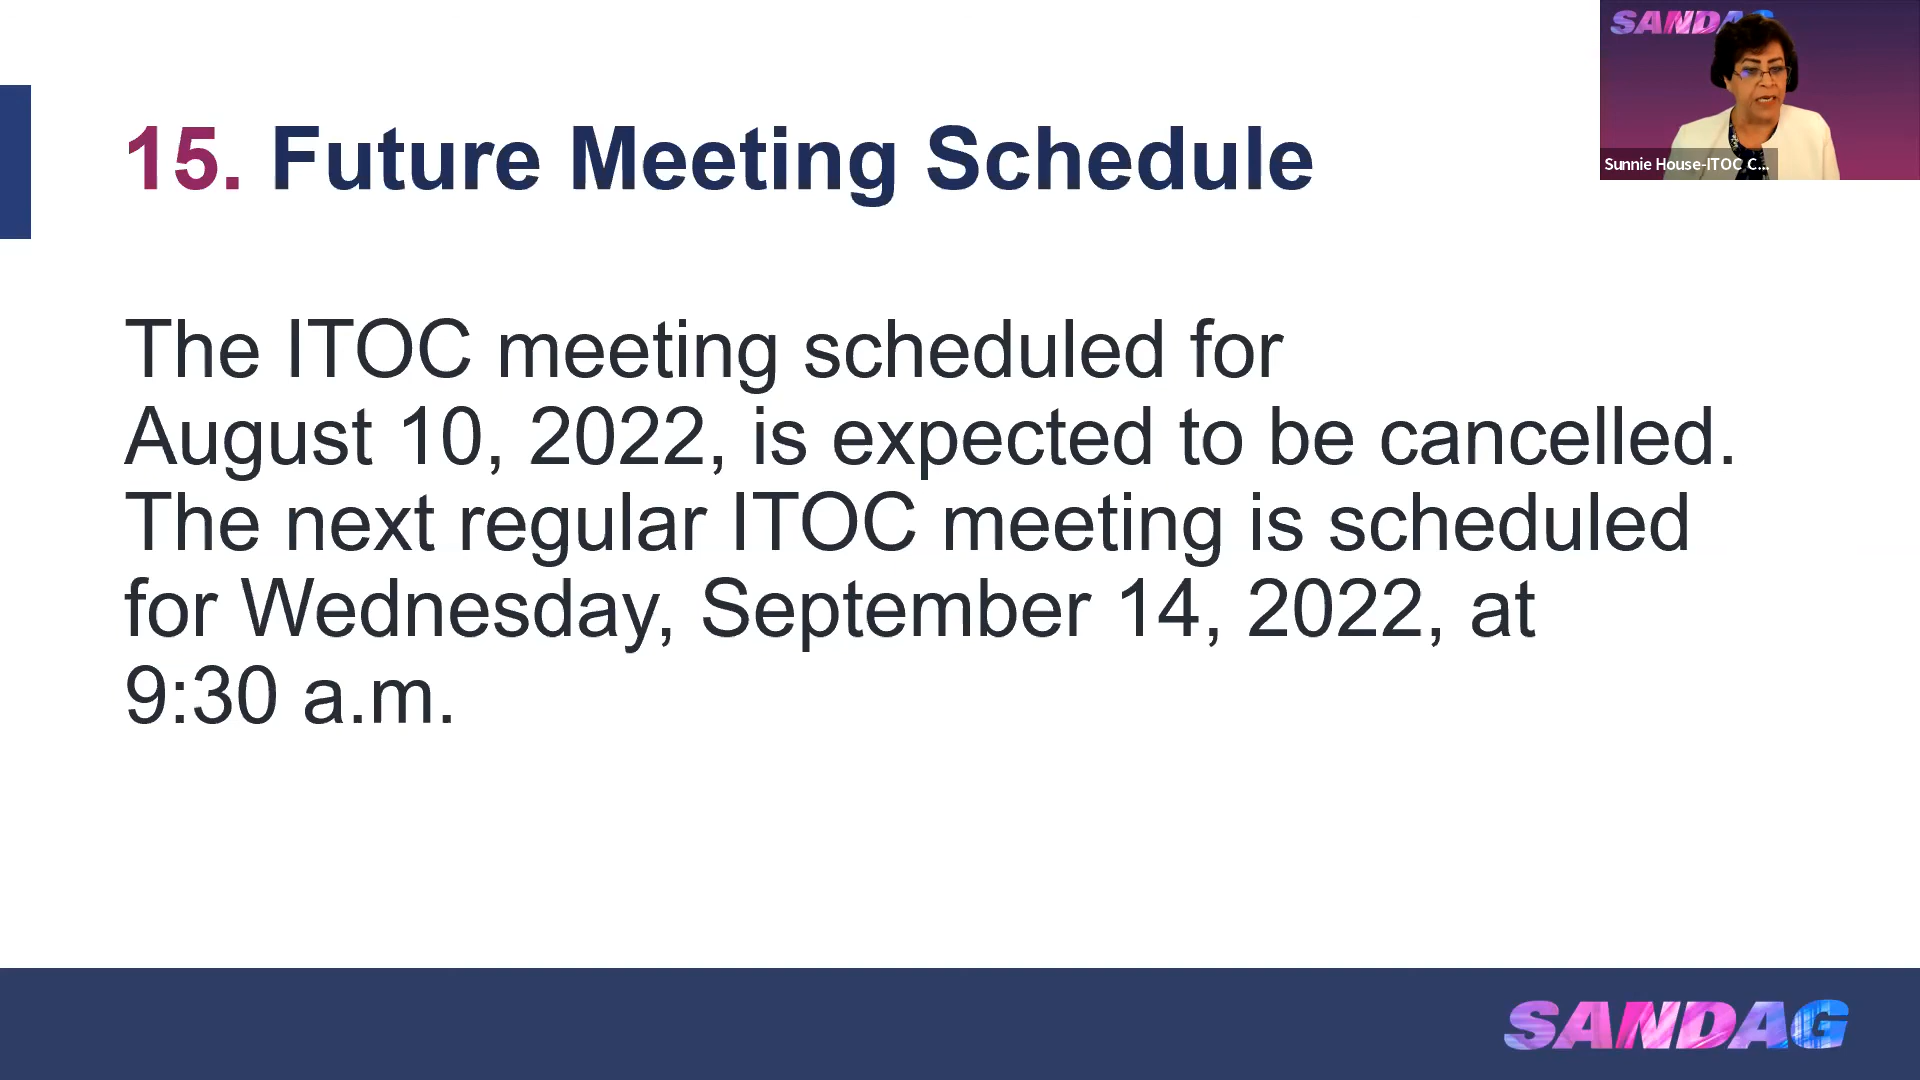 SANDAG
Sunnie House-ITOC C...
15. Future Meeting Schedule
The ITOC meeting scheduled for
August 10, 2022, is expected to be cancelled.
The next regular ITOC meeting is scheduled
for Wednesday, September 14, 2022, at
9:30 a.m.
SANDAG